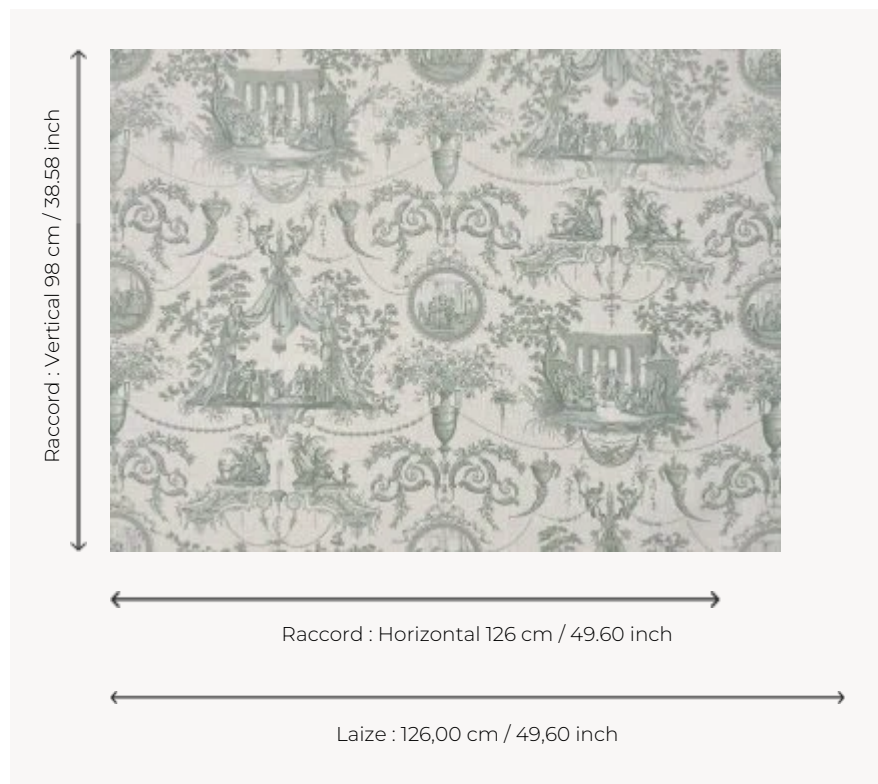 Raccord : Vertical 98 cm / 38.58 inch
Raccord : Horizontal 126 cm / 49.60 inch
Laize : 126,00 cm / 49,60 inch